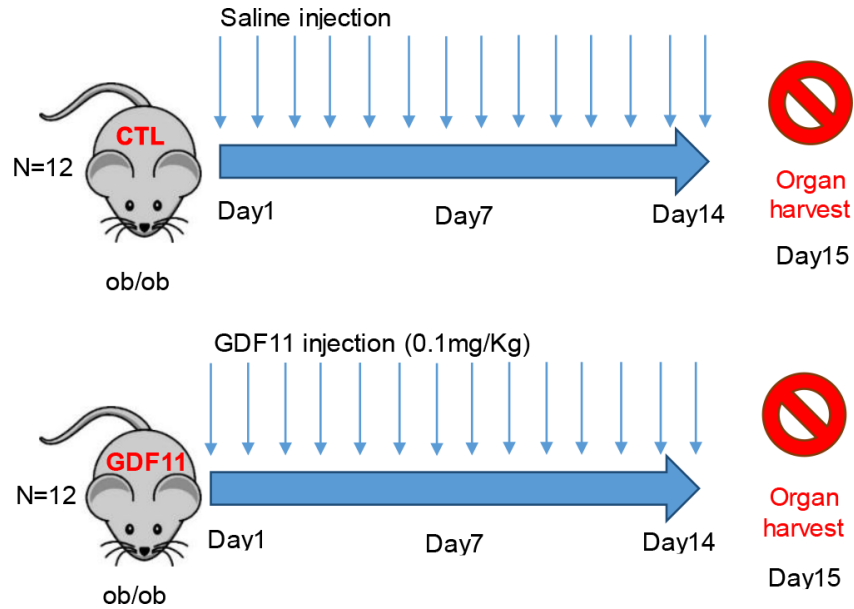 Saline injection
CTL
N=12
Day1
Day7
Day14
ob/ob
Organ
harvest
Day15
GDF11 injection (0.1mg/Kg)
GDF11
N=12
Day1
Day7
Day14
ob/ob
Organ
harvest
Day15